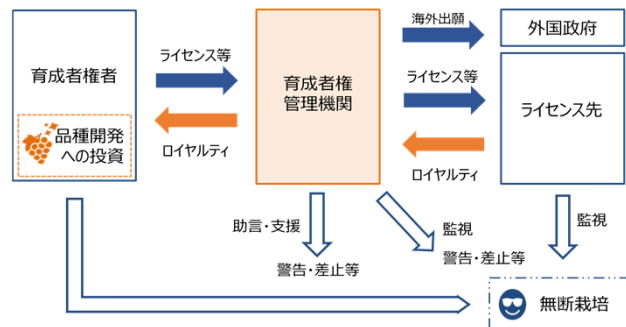 育成者権者
品種開発
への投資
ライセンス等
ロイヤルティ
育成者権
管理機関
海外出願
ライセンス等
ロイヤルティ
外国政府
ライセンス先
助言・支援
警告・差止等
監視
警告・差止等
監視
無断栽培